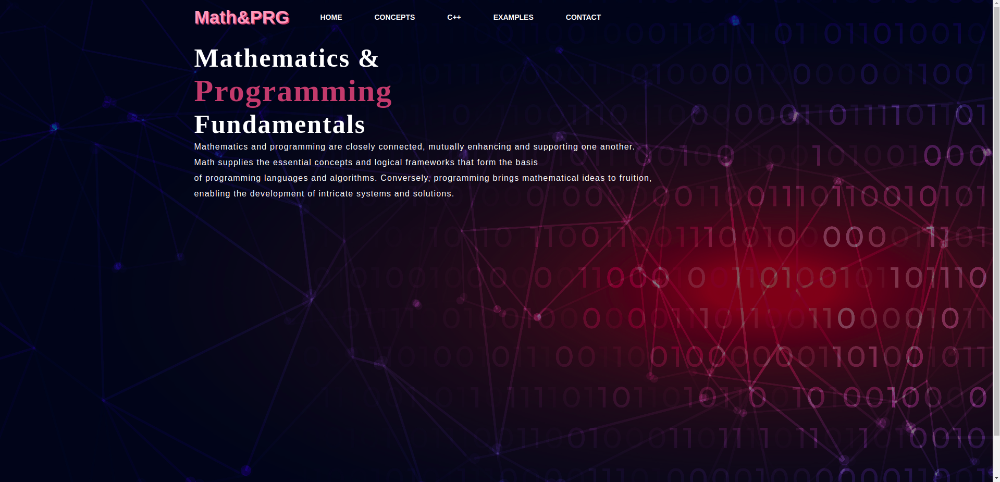 Math&PRG
HOME CONCEPTS C++ EXAMPLES CONTACT
Mathematics &
Programming
Fundamentals
Mathematics and programming are closely connected, mutually enhancing and supporting one another.
Math supplies the essential concepts and logical frameworks that form the basis
of programming languages and algorithms. Conversely, programming brings mathematical ideas to fruition,
enabling the development of intricate systems and solutions.